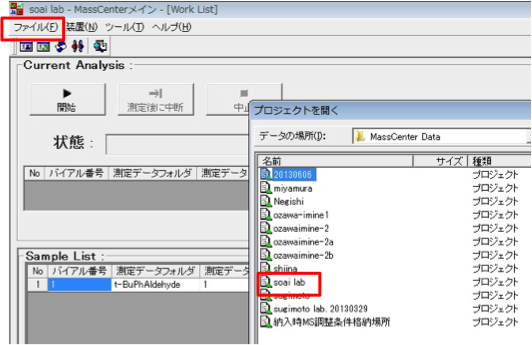 soai lab - MassCenterメイン - [Work List]
ファイル(F) 装置(N) ツール(T) ヘルプ(H)
Current Analysis :
開始 測定後に中断 中止
状態 :
No バイアル番号 測定データフォルダ 測定データ
Sample List :
No バイアル番号 測定データフォルダ 測定データ
1 1 t-BuPhAldehyde 1
プロジェクトを開く
データの場所(I): MassCenter Data
名前 サイズ 種類
20130606 プロジェクト
miyamura プロジェクト
Negishi プロジェクト
ozawa-imine1 プロジェクト
ozawaimine-2 プロジェクト
ozawaimine-2a プロジェクト
ozawaimine-2b プロジェクト
shiina プロジェクト
soai lab プロジェクト
sugimoto プロジェクト
sugimoto lab. 20130329 プロジェクト
納入時MS調整条件格納場所 プロジェクト